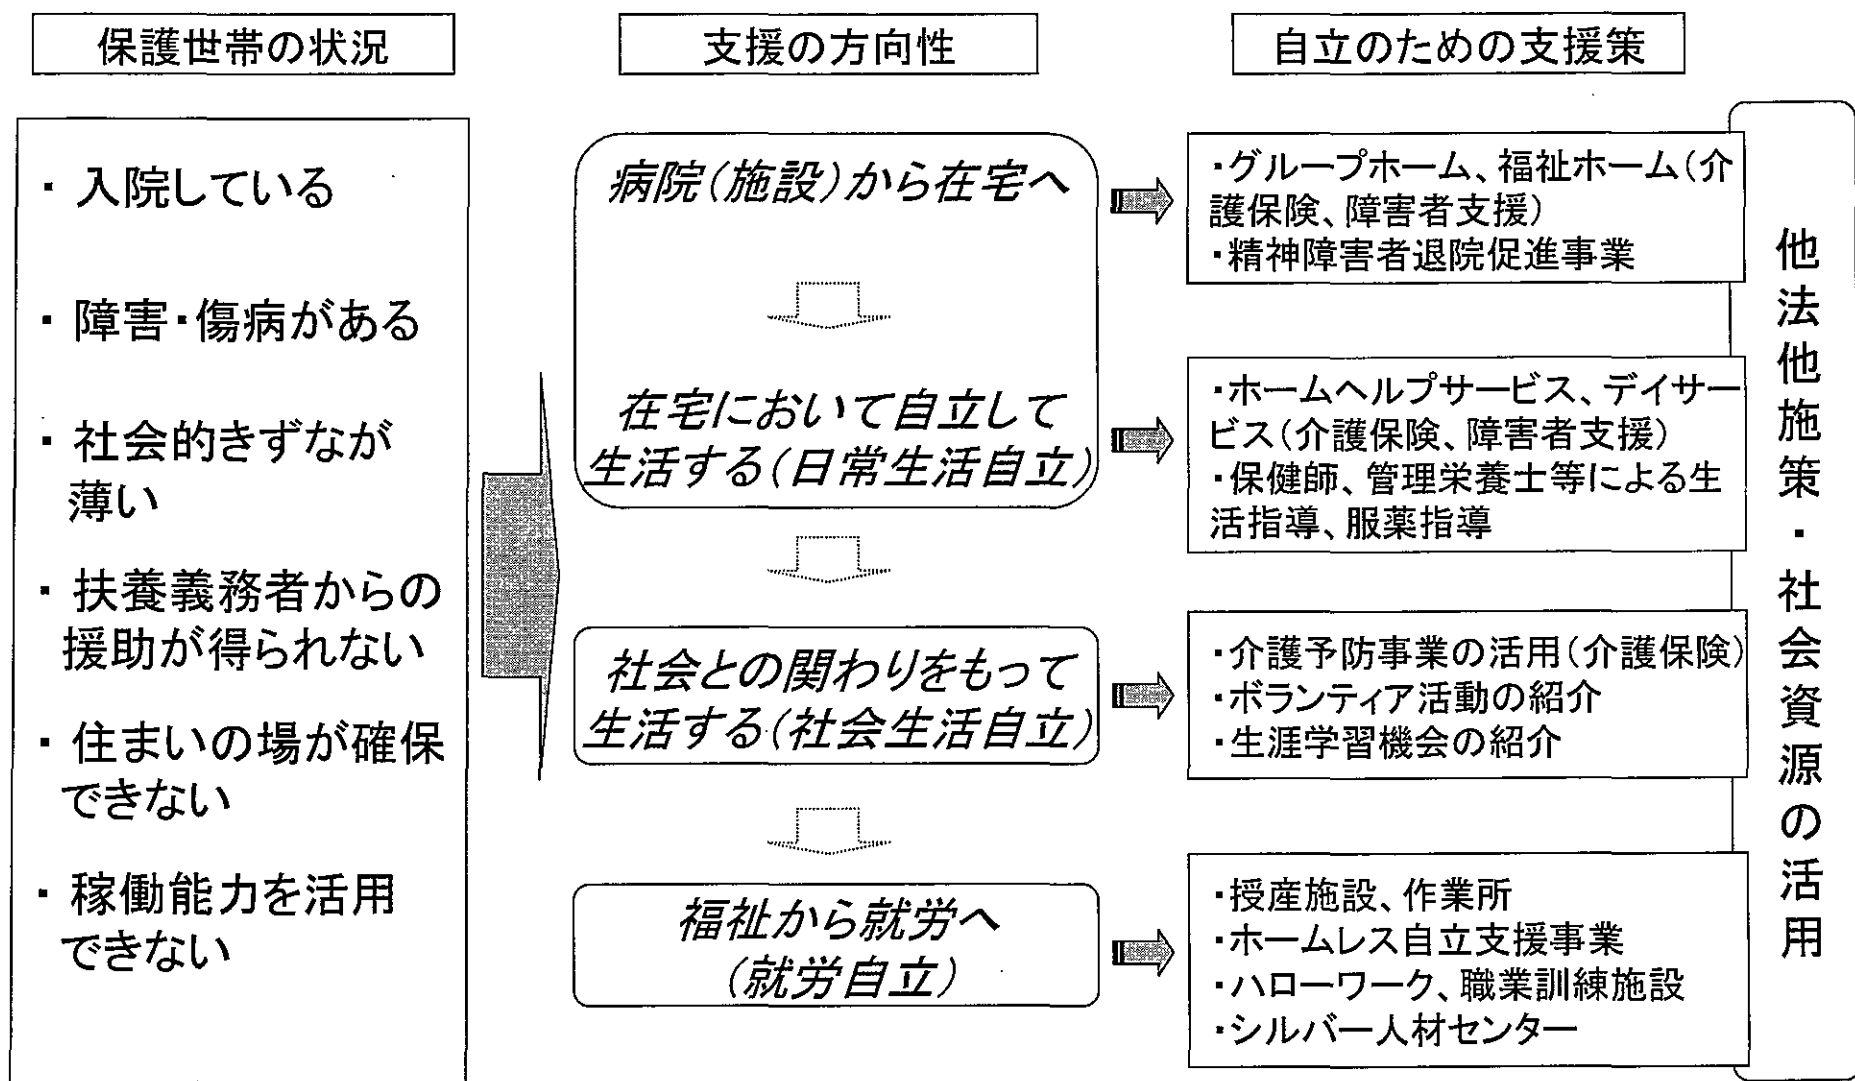 保護世帯の状況
支援の方向性
自立のための支援策
・ 入院している
・ 障害・傷病がある
・ 社会的きずなが
薄い
・ 扶養義務者からの
援助が得られない
・ 住まいの場が確保
できない
・ 稼働能力を活用
できない
病院(施設)から在宅へ
在宅において自立して
生活する(日常生活自立)
社会との関わりをもって
生活する(社会生活自立)
福祉から就労へ
(就労自立)
・グループホーム、福祉ホーム(介
護保険、障害者支援)
・精神障害者退院促進事業
・ホームヘルプサービス、デイサー
ビス(介護保険、障害者支援)
・保健師、管理栄養士等による生
活指導、服薬指導
・介護予防事業の活用(介護保険)
・ボランティア活動の紹介
・生涯学習機会の紹介
・授産施設、作業所
・ホームレス自立支援事業
・ハローワーク、職業訓練施設
・シルバー人材センター
他法他施策・社会資源の活用